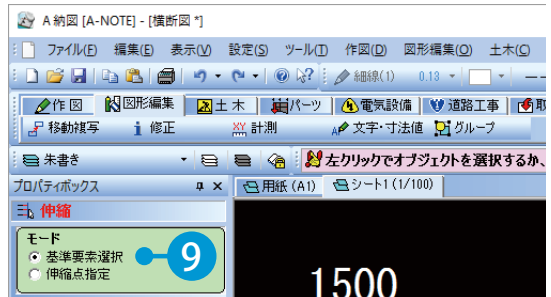 A納図 [A-NOTE] - [横断図 *]
ファイル(F) 編集(E) 表示(V) 設定(S) ツール(T) 作図(D) 図形編集(O) 土木(C)
細線(1) 0.13
作図 図形編集 土木 パーツ 電気設備 道路工事 取
移動複写 修正 計測 文字・寸法値 グループ
朱書き 左クリックでオブジェクトを選択するか、
プロパティボックス 用紙 (A1) シート1 (1/100)
伸縮
モード
基準要素選択 9
伸縮点指定
1500